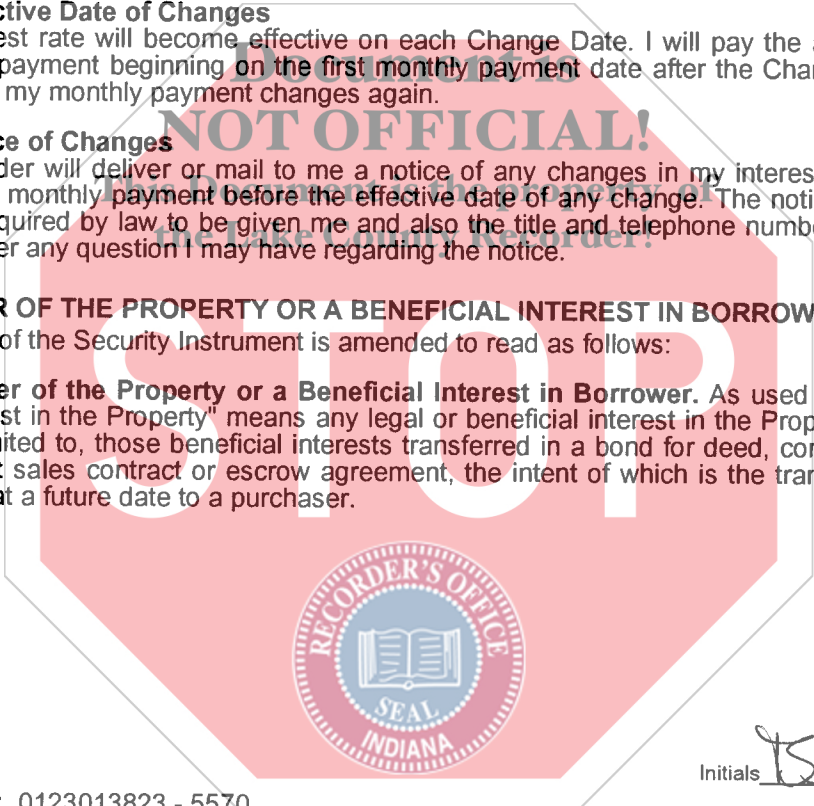 ctive Date of Changes
est rate will become effective on each Change Date. I will pay the
payment beginning on the first monthly payment date after the Chan
my monthly payment changes again.
ce of Changes
der will deliver or mail to me a notice of any changes in my interes
monthly payment before the effective date of any change. The noti
quired by law to be given me and also the title and telephone numbe
er any question I may have regarding the notice.
R OF THE PROPERTY OR A BENEFICIAL INTEREST IN BORROW
of the Security Instrument is amended to read as follows:
er of the Property or a Beneficial Interest in Borrower. As used
st in the Property" means any legal or beneficial interest in the Prop
ited to, those beneficial interests transferred in a bond for deed, con
t sales contract or escrow agreement, the intent of which is the tran
at a future date to a purchaser.
Document is
NOT OFFICIAL!
This Document is the property of
the Lake County Recorder!
STOP
RECORDER'S OFFICE
SEAL
INDIANA
Initials
0123013823 - 5570